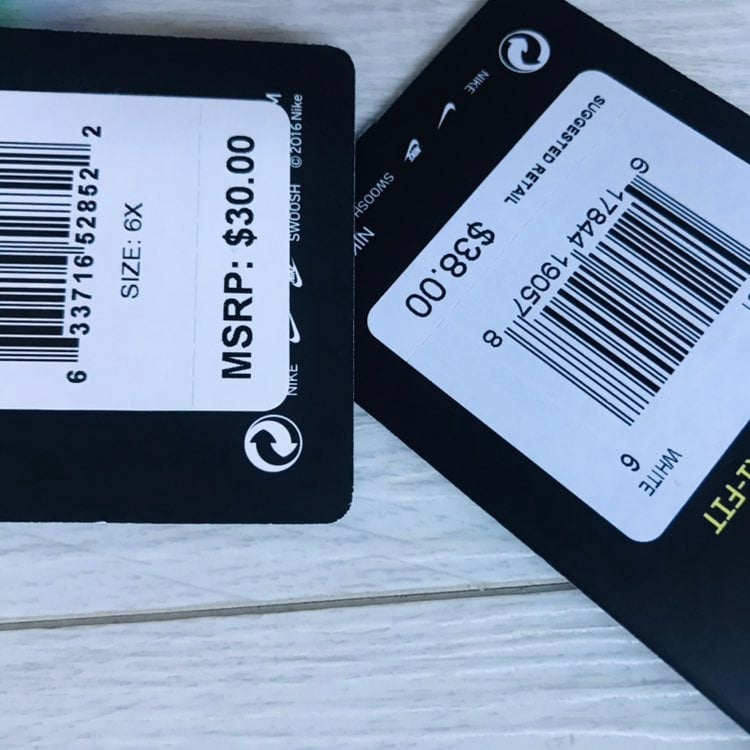 6 33716 52852 2
SIZE: 6X
MSRP: $30.00
NIKE
SWOOSH
© 2016 Nike
NIKE
SWOOSH
SUGGESTED RETAIL
$38.00
6 17844 19057 8
WHITE
6